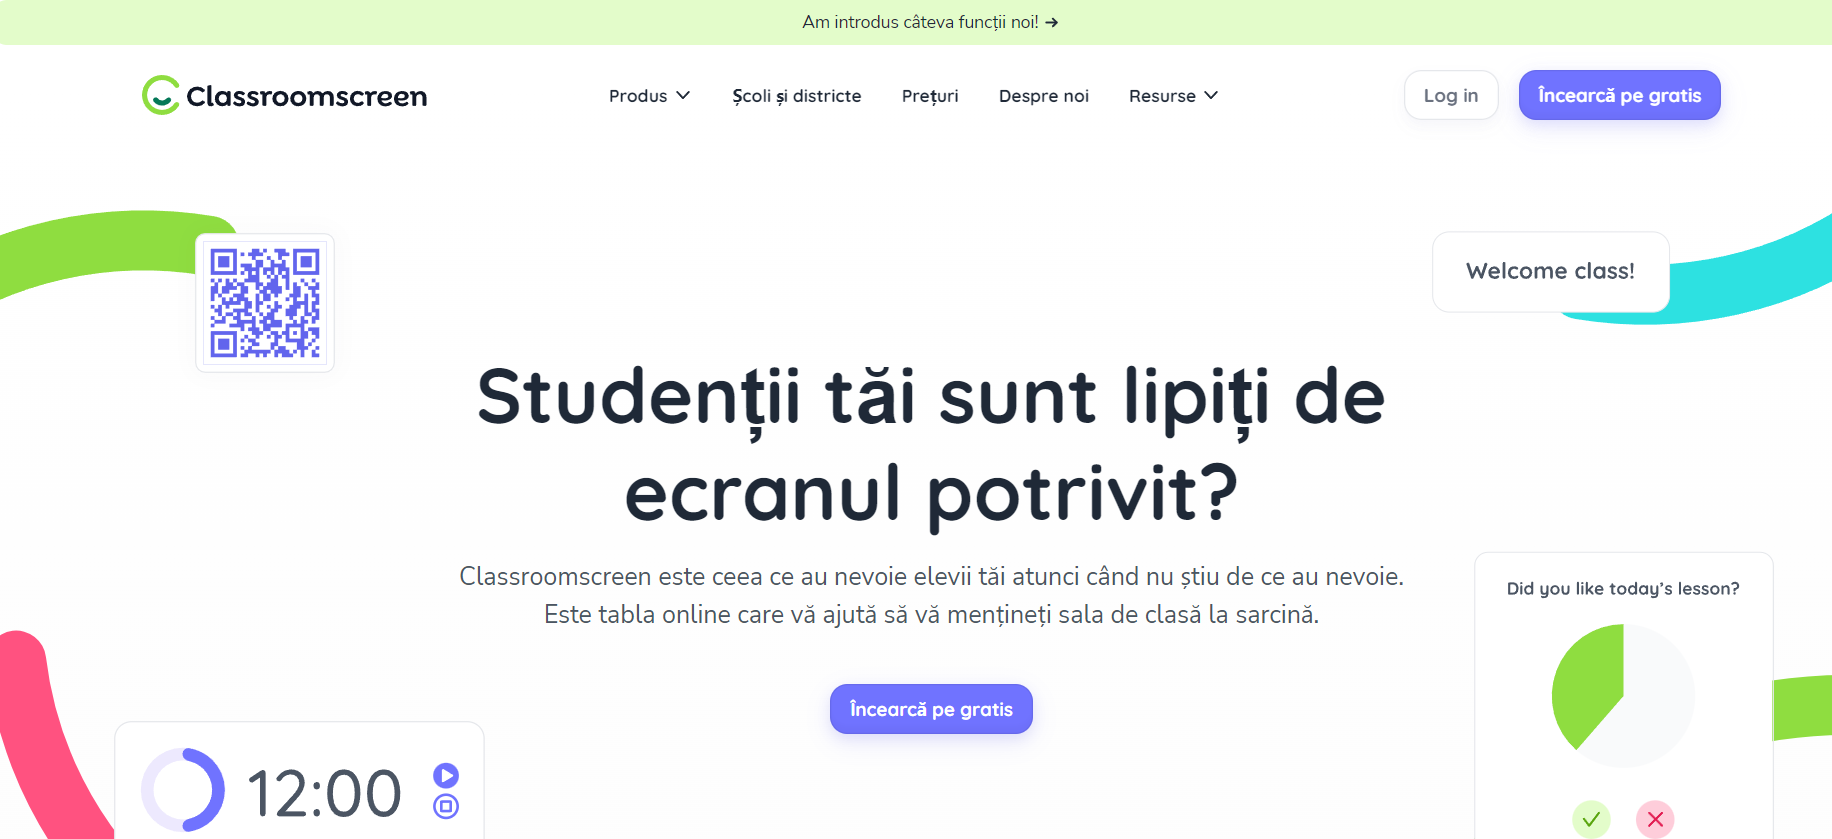 Am introdus câteva funcții noi! →
Classroomscreen
Produs
Școli și districte
Prețuri
Despre noi
Resurse
Log in
Încearcă pe gratis
Welcome class!
Studenții tăi sunt lipiți de
ecranul potrivit?
Classroomscreen este ceea ce au nevoie elevii tăi atunci când nu știu de ce au nevoie.
Este tabla online care vă ajută să vă mențineți sala de clasă la sarcină.
Încearcă pe gratis
Did you like today’s lesson?
12:00